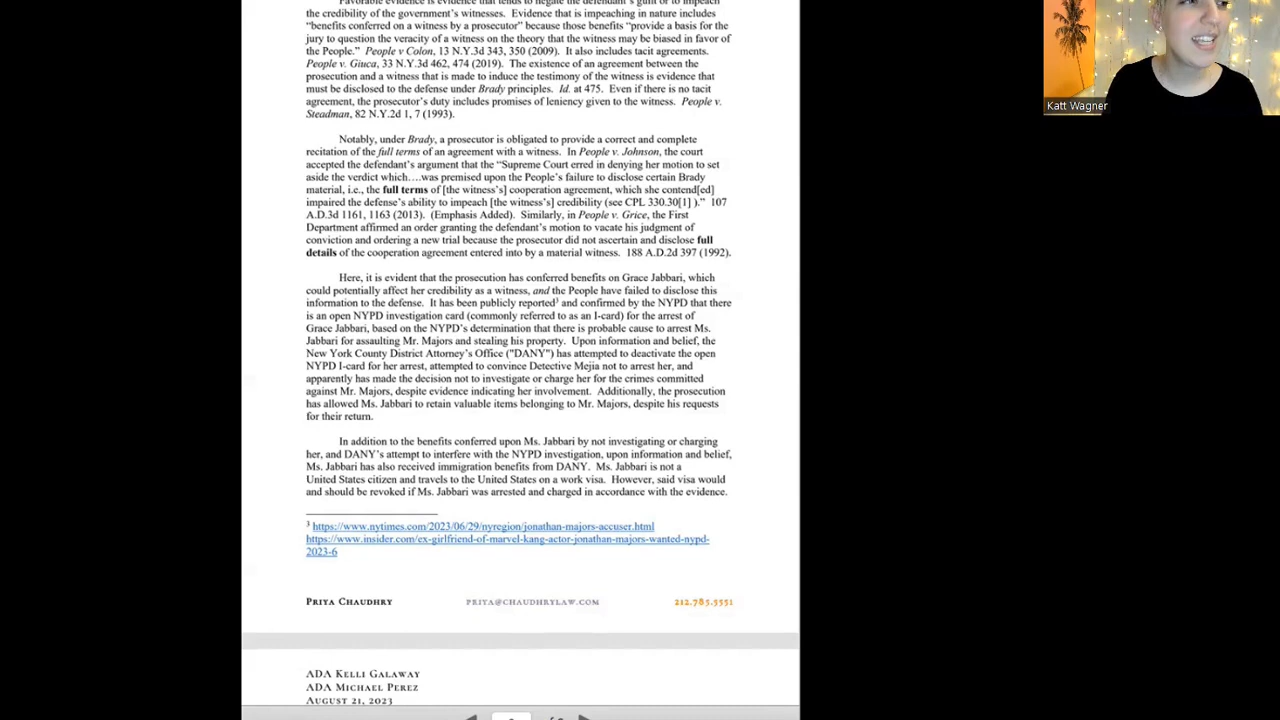 Favorable evidence is evidence that tends to negate the defendant's guilt or to impeach
the credibility of the government's witnesses. Evidence that is impeaching in nature includes
"benefits conferred on a witness by a prosecutor" because those benefits "provide a basis for the
jury to question the veracity of a witness on the theory that the witness may be biased in favor of
the People." People v Colon, 13 N.Y.3d 343, 350 (2009). It also includes tacit agreements.
People v. Giuca, 33 N.Y.3d 462, 474 (2019). The existence of an agreement between the
prosecution and a witness that is made to induce the testimony of the witness is evidence that
must be disclosed to the defense under Brady principles. Id. at 475. Even if there is no tacit
agreement, the prosecutor's duty includes promises of leniency given to the witness. People v.
Steadman, 82 N.Y.2d 1, 7 (1993).
Notably, under Brady, a prosecutor is obligated to provide a correct and complete
recitation of the full terms of an agreement with a witness. In People v. Johnson, the court
accepted the defendant's argument that the "Supreme Court erred in denying her motion to set
aside the verdict which….was premised upon the People's failure to disclose certain Brady
material, i.e., the full terms of [the witness's] cooperation agreement, which she contend[ed]
impaired the defense's ability to impeach [the witness's] credibility (see CPL 330.30[1] )." 107
A.D.3d 1161, 1163 (2013). (Emphasis Added). Similarly, in People v. Grice, the First
Department affirmed an order granting the defendant's motion to vacate his judgment of
conviction and ordering a new trial because the prosecutor did not ascertain and disclose full
details of the cooperation agreement entered into by a material witness. 188 A.D.2d 397 (1992).
Here, it is evident that the prosecution has conferred benefits on Grace Jabbari, which
could potentially affect her credibility as a witness, and the People have failed to disclose this
information to the defense. It has been publicly reported3 and confirmed by the NYPD that there
is an open NYPD investigation card (commonly referred to as an I-card) for the arrest of
Grace Jabbari, based on the NYPD's determination that there is probable cause to arrest Ms.
Jabbari for assaulting Mr. Majors and stealing his property. Upon information and belief, the
New York County District Attorney's Office ("DANY") has attempted to deactivate the open
NYPD I-card for her arrest, attempted to convince Detective Mejia not to arrest her, and
apparently has made the decision not to investigate or charge her for the crimes committed
against Mr. Majors, despite evidence indicating her involvement. Additionally, the prosecution
has allowed Ms. Jabbari to retain valuable items belonging to Mr. Majors, despite his requests
for their return.
In addition to the benefits conferred upon Ms. Jabbari by not investigating or charging
her, and DANY's attempt to interfere with the NYPD investigation, upon information and belief,
Ms. Jabbari has also received immigration benefits from DANY. Ms. Jabbari is not a
United States citizen and travels to the United States on a work visa. However, said visa would
and should be revoked if Ms. Jabbari was arrested and charged in accordance with the evidence.
3 https://www.nytimes.com/2023/06/29/nyregion/jonathan-majors-accuser.html
https://www.insider.com/ex-girlfriend-of-marvel-kang-actor-jonathan-majors-wanted-nypd-
2023-6
PRIYA CHAUDHRY PRIYA@CHAUDHRYLAW.COM 212.785.5551
ADA KELLI GALAWAY
ADA MICHAEL PEREZ
AUGUST 21, 2023
Katt Wagner